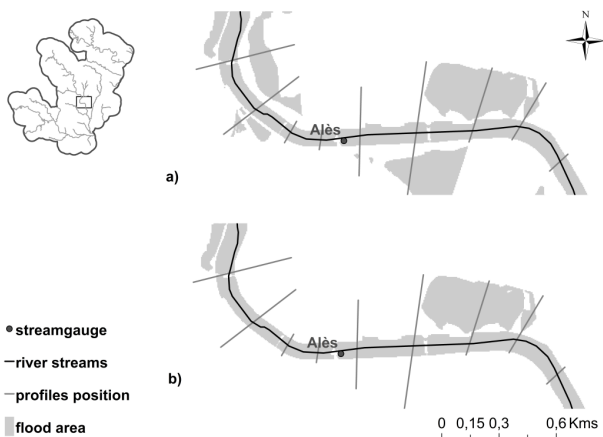 N
Alès
a)
Alès
b)
streamgauge
river streams
profiles position
flood area
0 0,15 0,3 0,6 Kms